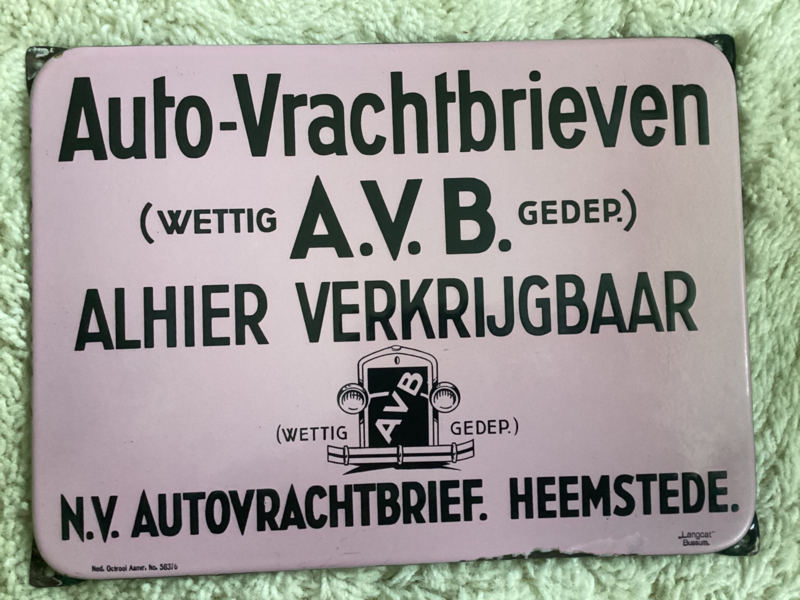 Auto-Vrachtbrieven
(WETTIG A.V.B. GEDEP.)
ALHIER VERKRIJGBAAR
AVB
(WETTIG GEDEP.)
N.V. AUTOVRACHTBRIEF. HEEMSTEDE.
„Langcat"
Bussum.
Ned. Octrooi Aanvr. No. 58316